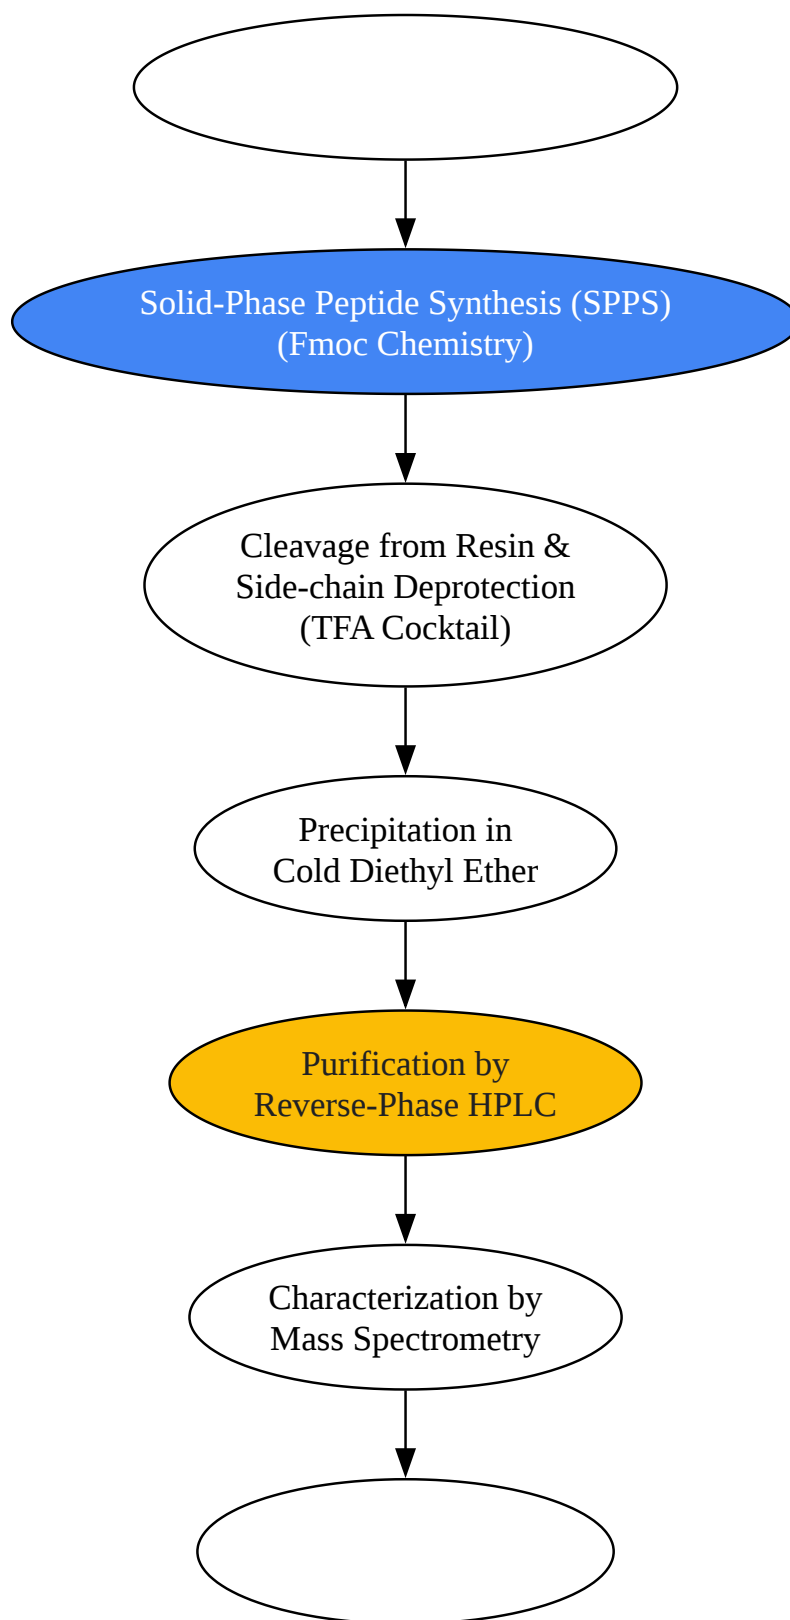 Solid-Phase Peptide Synthesis (SPPS)
(Fmoc Chemistry)
Cleavage from Resin &
Side-chain Deprotection
(TFA Cocktail)
Precipitation in
Cold Diethyl Ether
Purification by
Reverse-Phase HPLC
Characterization by
Mass Spectrometry